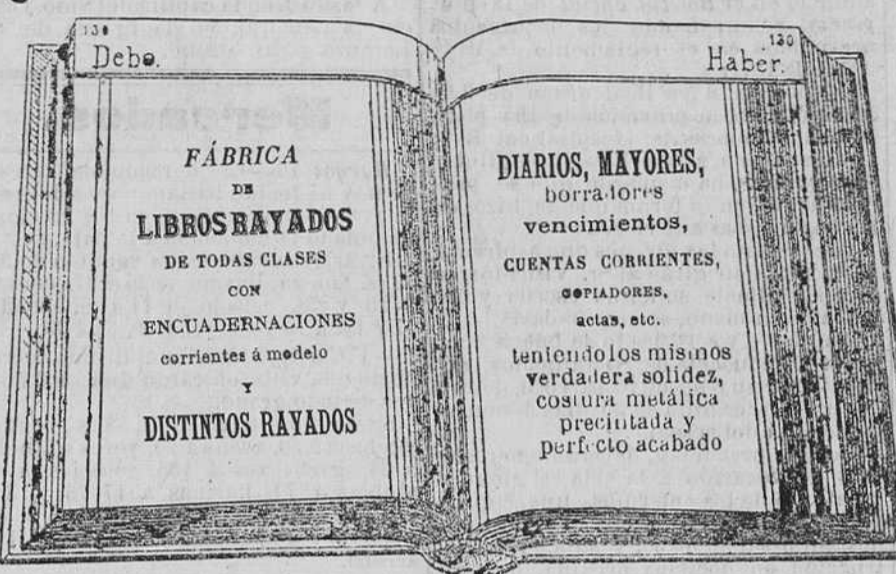 130
Debe.
FÁBRICA
DE
LIBROS RAYADOS
DE TODAS CLASES
CON
ENCUADERNACIONES
corrientes á modelo
Y
DISTINTOS RAYADOS
130
Haber.
DIARIOS, MAYORES,
borradores
vencimientos,
CUENTAS CORRIENTES,
COPIADORES,
actas, etc.
teniendo los mismos
verdadera solidez,
costura metálica
precintada y
perfecto acabado